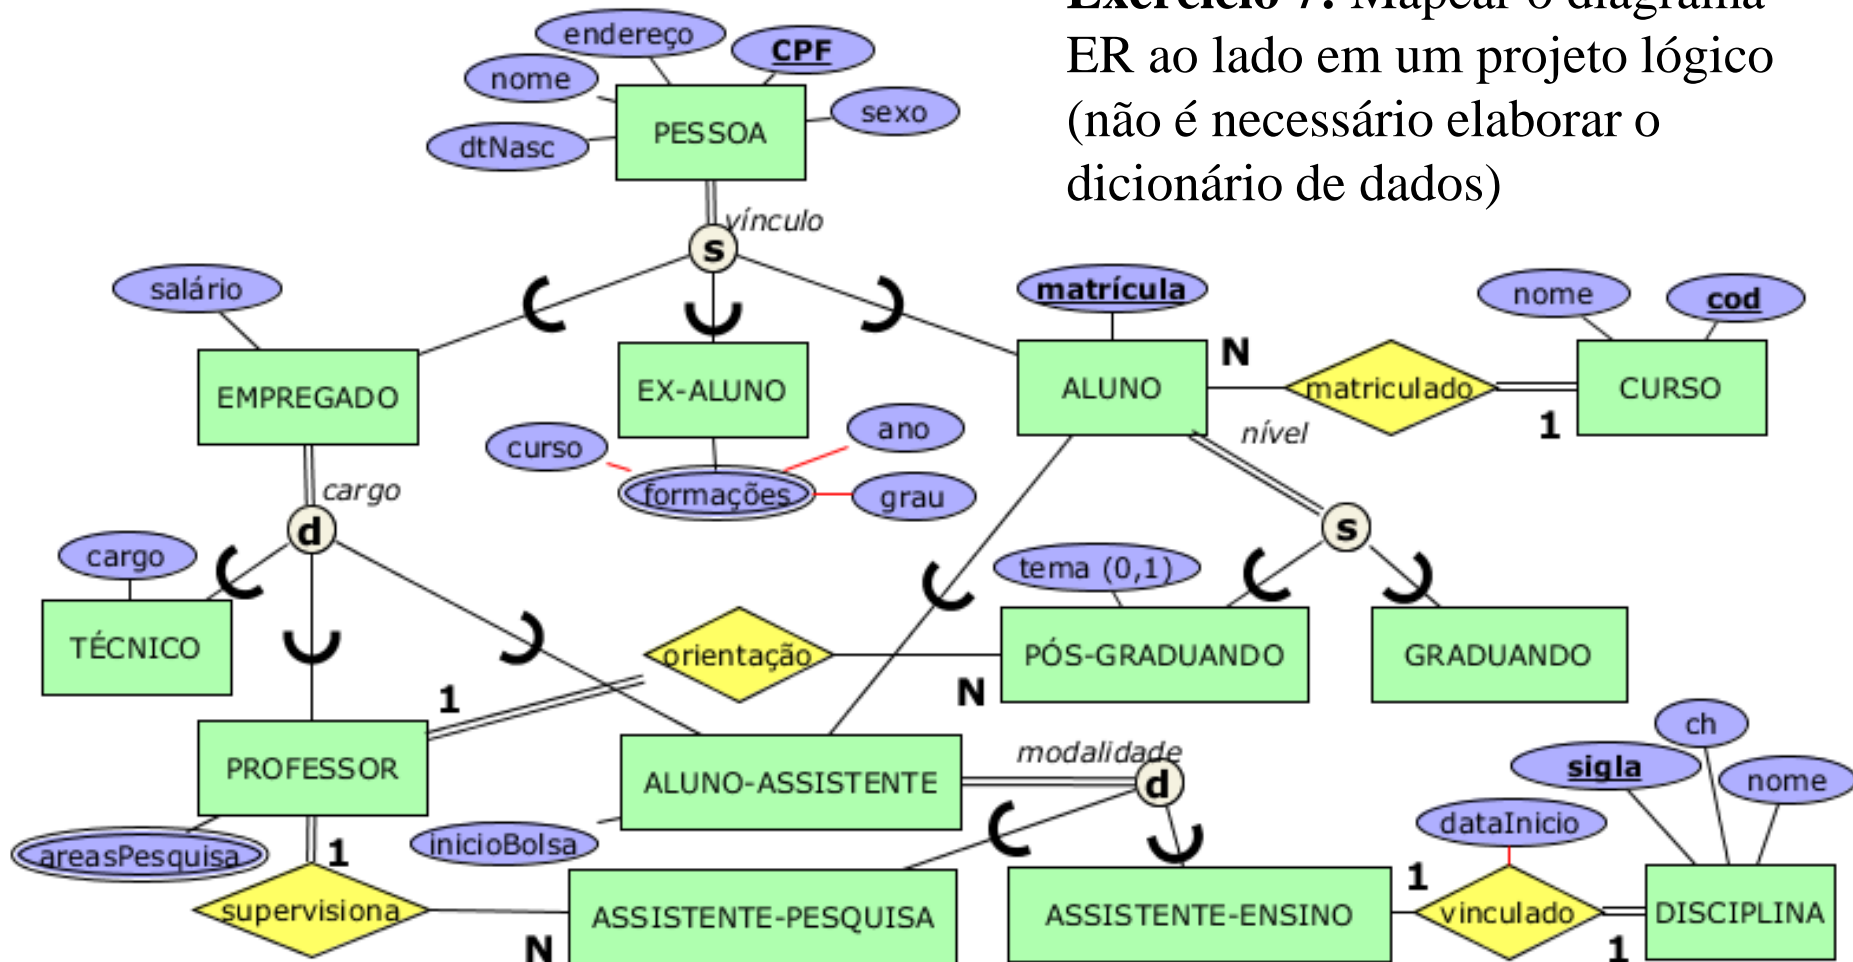 Exercício 7: Mapear o diagrama
ER ao lado em um projeto lógico
(não é necessário elaborar o
dicionário de dados)
endereço
CPF
nome
sexo
dtNasc
PESSOA
vínculo
s
salário
matrícula
nome
cod
EMPREGADO
EX-ALUNO
ALUNO
N
matriculado
1
CURSO
curso
ano
formações
grau
nível
cargo
d
s
cargo
tema (0,1)
TÉCNICO
orientação
PÓS-GRADUANDO
GRADUANDO
1
N
PROFESSOR
ALUNO-ASSISTENTE
modalidade
d
sigla
ch
nome
areasPesquisa
1
inicioBolsa
dataInicio
supervisiona
N
ASSISTENTE-PESQUISA
ASSISTENTE-ENSINO
1
vinculado
1
DISCIPLINA